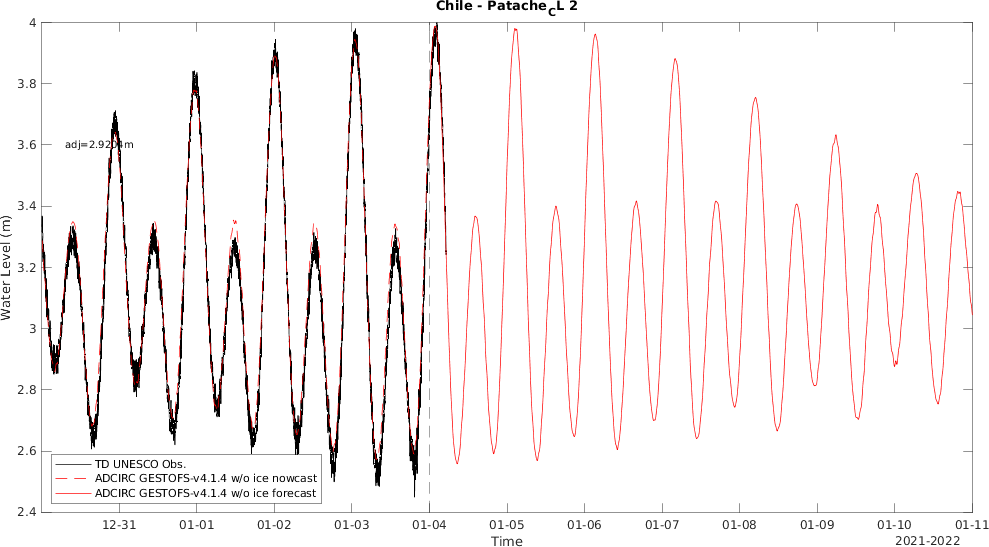 Chile - Patache_CL 2
4
3.8
3.6
3.4
3.2
3
2.8
2.6
2.4
Water Level (m)
adj=2.9204m
TD UNESCO Obs.
ADCIRC GESTOFS-v4.1.4 w/o ice nowcast
ADCIRC GESTOFS-v4.1.4 w/o ice forecast
12-31 01-01 01-02 01-03 01-04 01-05 01-06 01-07 01-08 01-09 01-10 01-11
Time
2021-2022